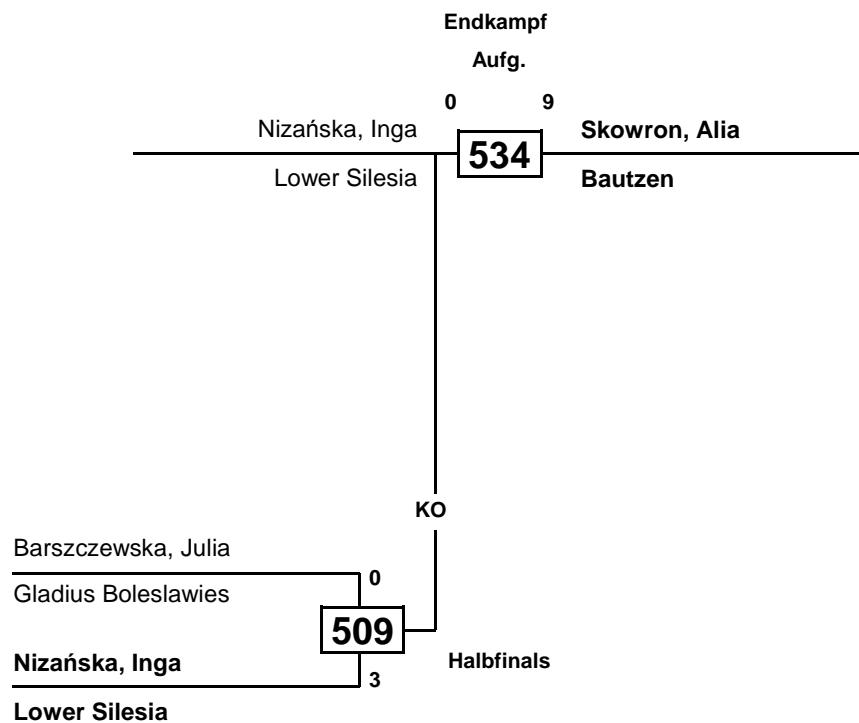 Endkampf
Aufg.
0 9
Nizańska, Inga 534 Skowron, Alia
Lower Silesia Bautzen
KO
Barszczewska, Julia
0
Gladius Boleslawies
509
Nizańska, Inga Halbfinals
3
Lower Silesia